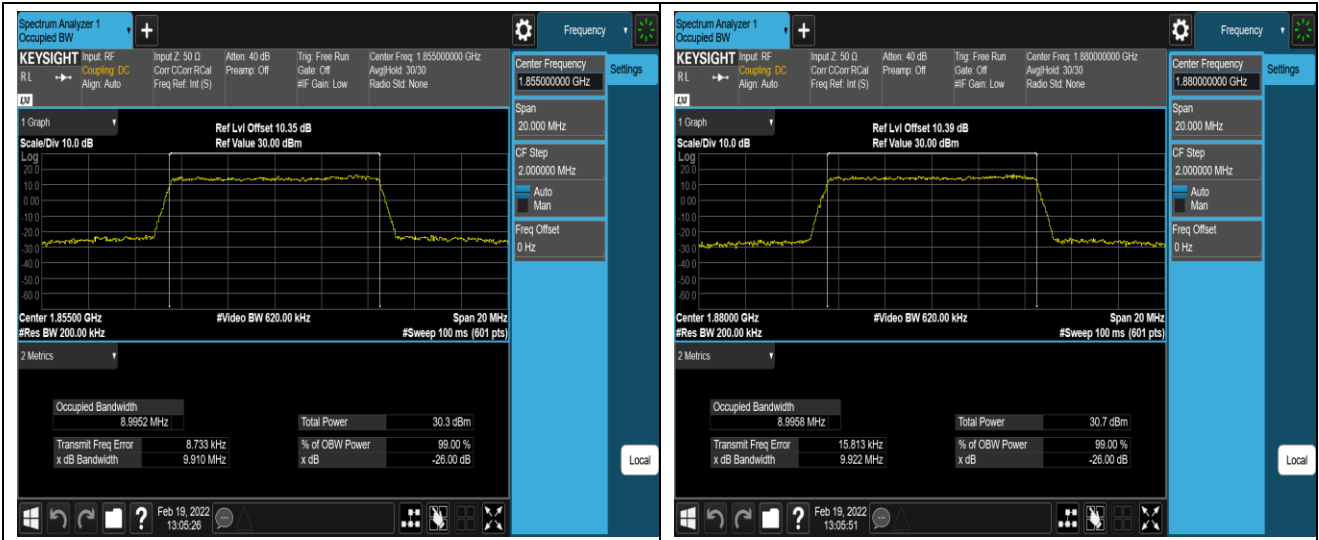 Spectrum Analyzer 1
Occupied BW
+
Frequency
KEYSIGHT
RL
LXI
Input: RF
Coupling: DC
Align: Auto
Input Z: 50 Ω
Corr CCorr RCal
Freq Ref: Int (S)
Atten: 40 dB
Preamp: Off
Trig: Free Run
Gate: Off
#IF Gain: Low
Center Freq: 1.855000000 GHz
Avg|Hold: 30/30
Radio Std: None
Center Frequency
1.855000000 GHz
Settings
Span
20.000 MHz
CF Step
2.000000 MHz
Auto
Man
Freq Offset
0 Hz
1 Graph
Ref Lvl Offset 10.35 dB
Scale/Div 10.0 dB
Ref Value 30.00 dBm
Log
20.0
10.0
0.00
-10.0
-20.0
-30.0
-40.0
-50.0
-60.0
Center 1.85500 GHz
#Video BW 620.00 kHz
Span 20 MHz
#Res BW 200.00 kHz
#Sweep 100 ms (601 pts)
2 Metrics
Occupied Bandwidth
8.9952 MHz
Total Power 30.3 dBm
Transmit Freq Error 8.733 kHz
% of OBW Power 99.00 %
x dB Bandwidth 9.910 MHz
x dB -26.00 dB
Local
?
Feb 19, 2022
13:05:26
Spectrum Analyzer 1
Occupied BW
+
Frequency
KEYSIGHT
RL
LXI
Input: RF
Coupling: DC
Align: Auto
Input Z: 50 Ω
Corr CCorr RCal
Freq Ref: Int (S)
Atten: 40 dB
Preamp: Off
Trig: Free Run
Gate: Off
#IF Gain: Low
Center Freq: 1.880000000 GHz
Avg|Hold: 30/30
Radio Std: None
Center Frequency
1.880000000 GHz
Settings
Span
20.000 MHz
CF Step
2.000000 MHz
Auto
Man
Freq Offset
0 Hz
1 Graph
Ref Lvl Offset 10.39 dB
Scale/Div 10.0 dB
Ref Value 30.00 dBm
Log
20.0
10.0
0.00
-10.0
-20.0
-30.0
-40.0
-50.0
-60.0
Center 1.88000 GHz
#Video BW 620.00 kHz
Span 20 MHz
#Res BW 200.00 kHz
#Sweep 100 ms (601 pts)
2 Metrics
Occupied Bandwidth
8.9958 MHz
Total Power 30.7 dBm
Transmit Freq Error 15.813 kHz
% of OBW Power 99.00 %
x dB Bandwidth 9.922 MHz
x dB -26.00 dB
Local
?
Feb 19, 2022
13:05:51